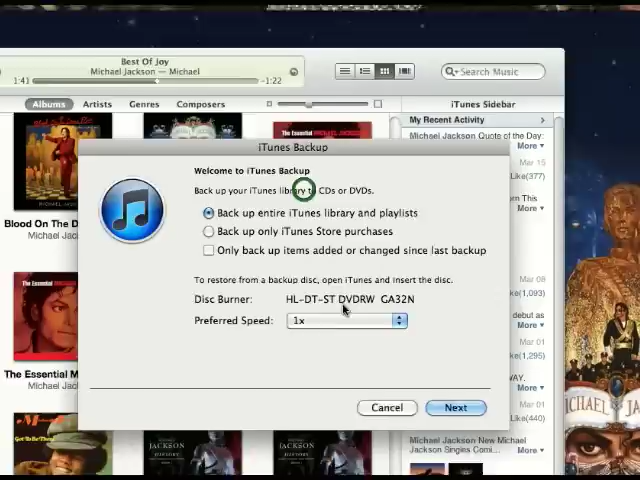 Best Of Joy
Michael Jackson — Michael
1:41
-1:22
Search Music
Albums
Artists
Genres
Composers
iTunes Sidebar
My Recent Activity
Michael Jackson Quote of the Day:
More
Mar 15
Like(377)
More
Mar 08
Like(1,093)
debut as
More
Mar 01
Like(1,295)
WAY.
More
Mar 01
Like(440)
Michael Jackson New Michael
Jackson Singles Comi...
More
Blood On The D
Michael Jack
The Essential M
Michael Jack
iTunes Backup
Welcome to iTunes Backup
Back up your iTunes library to CDs or DVDs.
Back up entire iTunes library and playlists
Back up only iTunes Store purchases
Only back up items added or changed since last backup
To restore from a backup disc, open iTunes and insert the disc.
Disc Burner: HL-DT-ST DVDRW GA32N
Preferred Speed: 1x
Cancel
Next
MICHAEL JACK